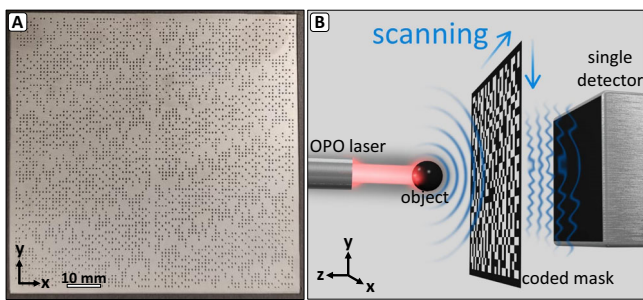 A
y
x
10 mm
B
scanning
single
detector
OPO laser
object
y
z
x
coded mask